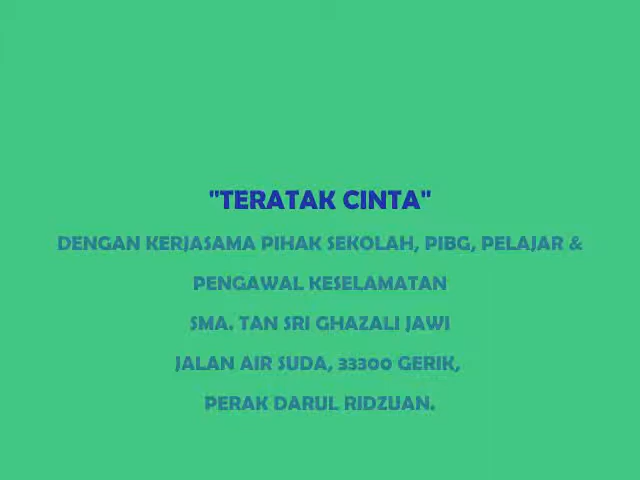 "TERATAK CINTA"
DENGAN KERJASAMA PIHAK SEKOLAH, PIBG, PELAJAR &
PENGAWAL KESELAMATAN
SMA. TAN SRI GHAZALI JAWI
JALAN AIR SUDA, 33300 GERIK,
PERAK DARUL RIDZUAN.